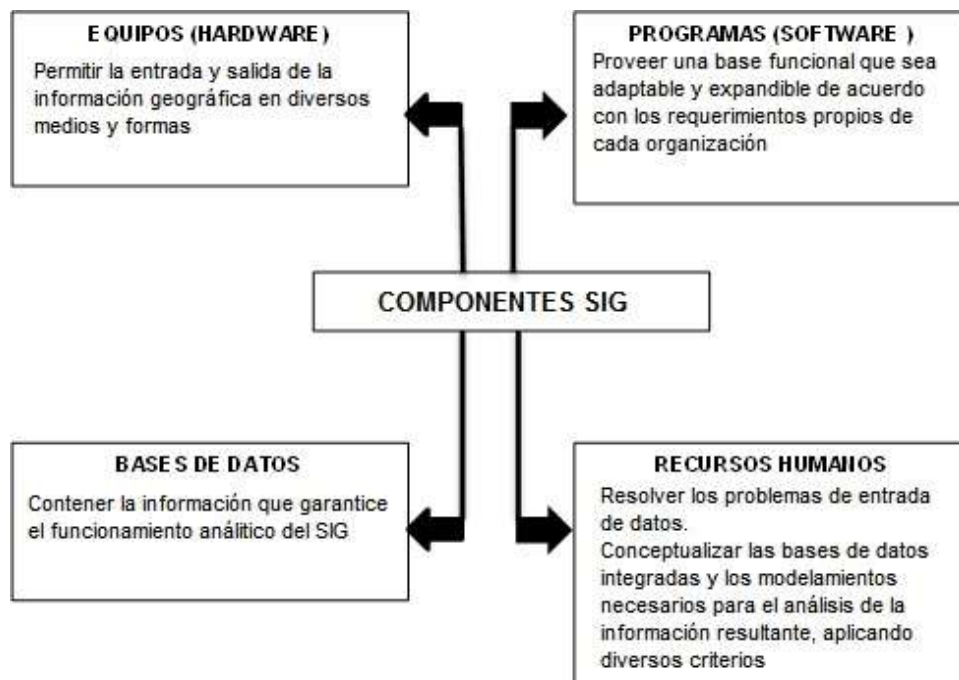 EQUIPOS (HARDWARE)
Permitir la entrada y salida de la
información geográfica en diversos
medios y formas
PROGRAMAS (SOFTWARE )
Proveer una base funcional que sea
adaptable y expandible de acuerdo
con los requerimientos propios de
cada organización
COMPONENTES SIG
BASES DE DATOS
Contener la información que garantice
el funcionamiento análitico del SIG
RECURSOS HUMANOS
Resolver los problemas de entrada
de datos.
Conceptualizar las bases de datos
integradas y los modelamientos
necesarios para el análisis de la
información resultante, aplicando
diversos criterios